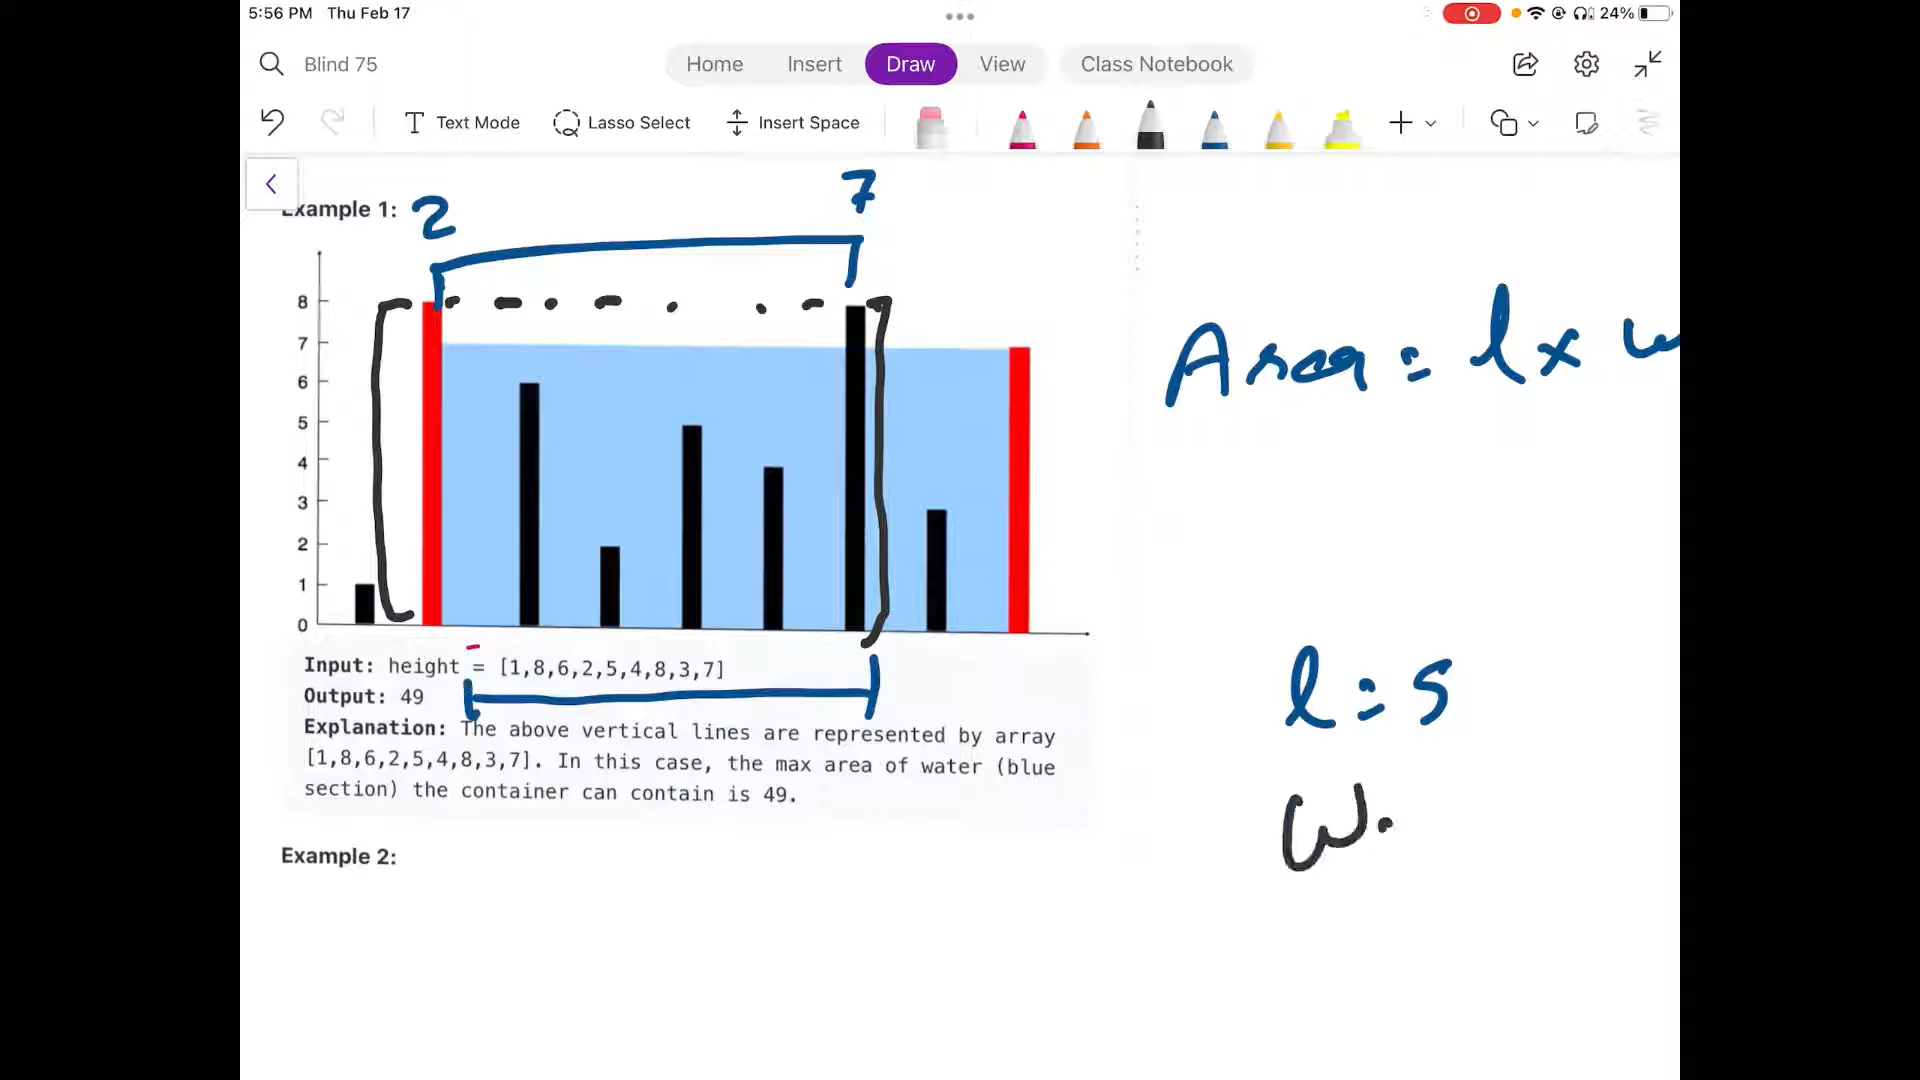 5:56 PM Thu Feb 17
24%
Blind 75
Home Insert Draw View Class Notebook
Text Mode Lasso Select Insert Space
Example 1:
2
7
8
7
6
5
4
3
2
1
0
Area = l x w
Input: height = [1,8,6,2,5,4,8,3,7]
Output: 49
Explanation: The above vertical lines are represented by array
[1,8,6,2,5,4,8,3,7]. In this case, the max area of water (blue
section) the container can contain is 49.
l = 5
w
Example 2: